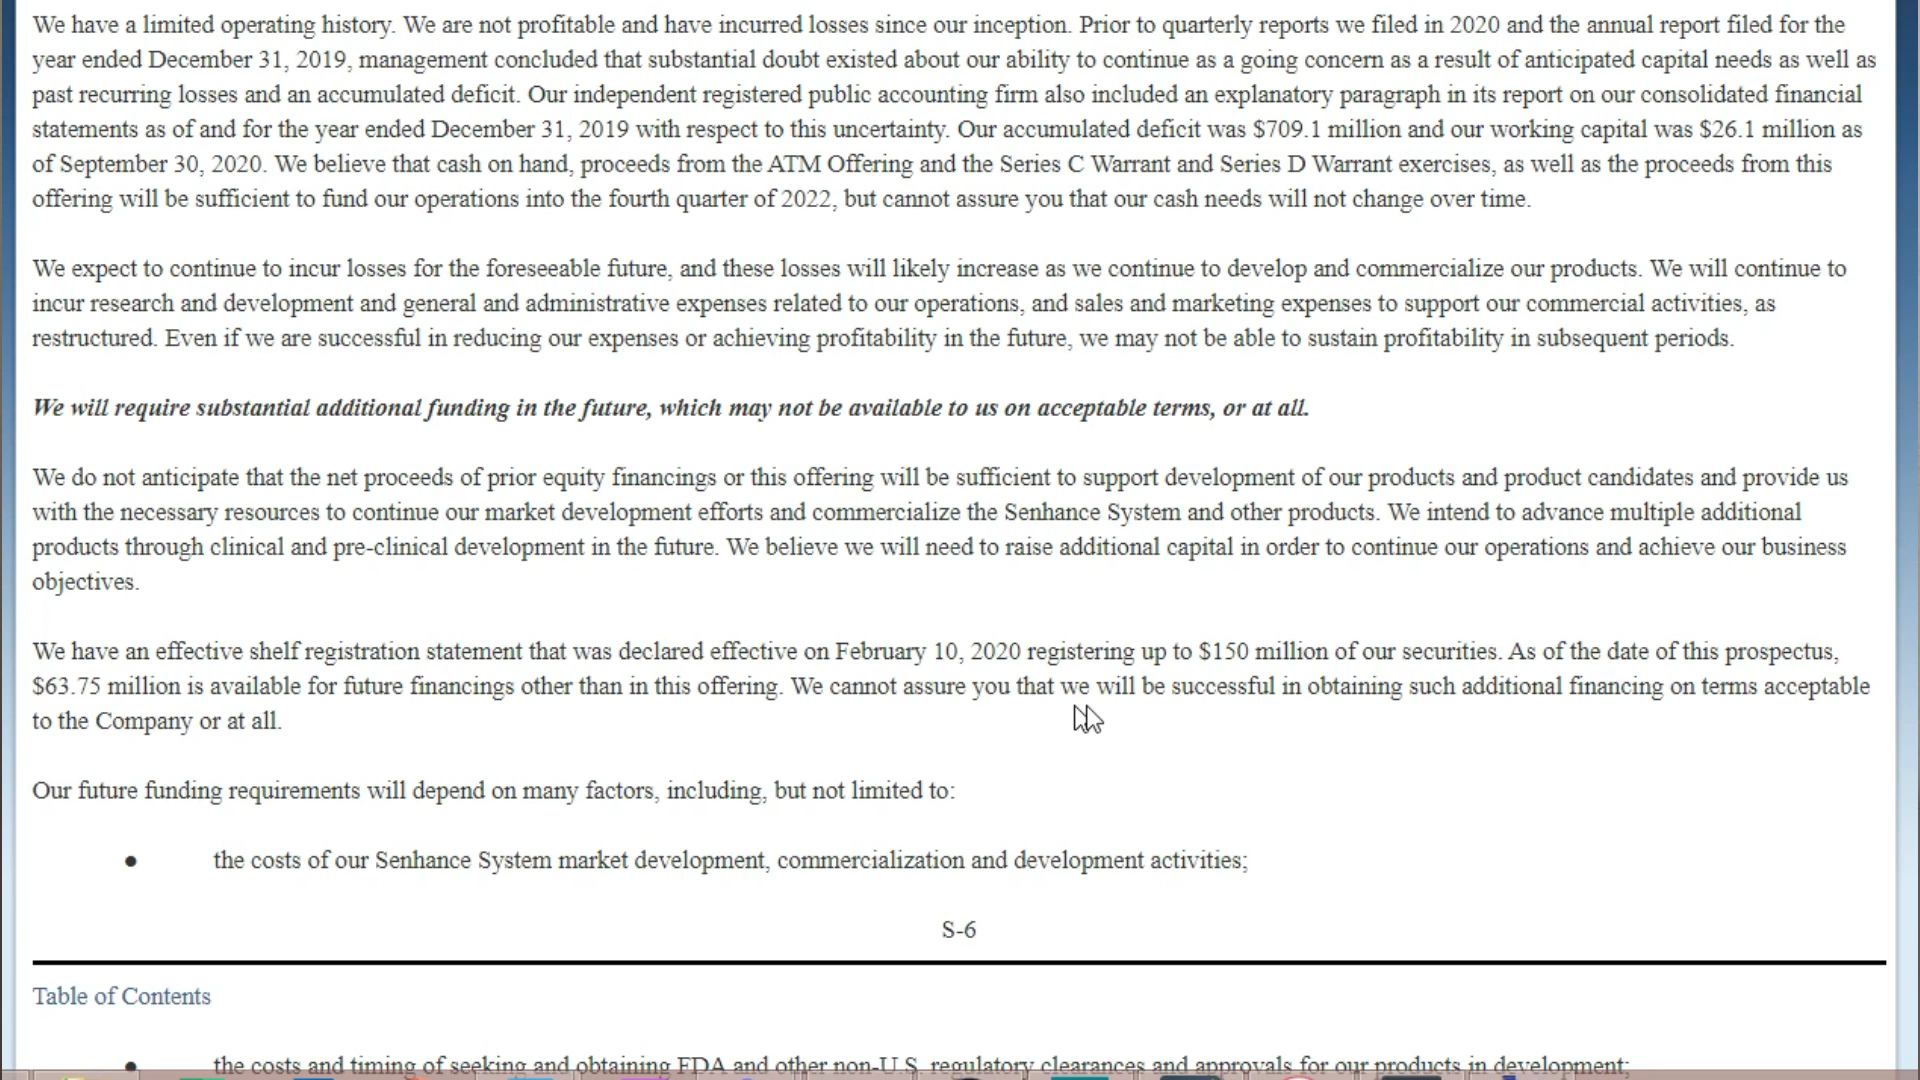 We have a limited operating history. We are not profitable and have incurred losses since our inception. Prior to quarterly reports we filed in 2020 and the annual report filed for the
year ended December 31, 2019, management concluded that substantial doubt existed about our ability to continue as a going concern as a result of anticipated capital needs as well as
past recurring losses and an accumulated deficit. Our independent registered public accounting firm also included an explanatory paragraph in its report on our consolidated financial
statements as of and for the year ended December 31, 2019 with respect to this uncertainty. Our accumulated deficit was $709.1 million and our working capital was $26.1 million as
of September 30, 2020. We believe that cash on hand, proceeds from the ATM Offering and the Series C Warrant and Series D Warrant exercises, as well as the proceeds from this
offering will be sufficient to fund our operations into the fourth quarter of 2022, but cannot assure you that our cash needs will not change over time.
We expect to continue to incur losses for the foreseeable future, and these losses will likely increase as we continue to develop and commercialize our products. We will continue to
incur research and development and general and administrative expenses related to our operations, and sales and marketing expenses to support our commercial activities, as
restructured. Even if we are successful in reducing our expenses or achieving profitability in the future, we may not be able to sustain profitability in subsequent periods.
We will require substantial additional funding in the future, which may not be available to us on acceptable terms, or at all.
We do not anticipate that the net proceeds of prior equity financings or this offering will be sufficient to support development of our products and product candidates and provide us
with the necessary resources to continue our market development efforts and commercialize the Senhance System and other products. We intend to advance multiple additional
products through clinical and pre-clinical development in the future. We believe we will need to raise additional capital in order to continue our operations and achieve our business
objectives.
We have an effective shelf registration statement that was declared effective on February 10, 2020 registering up to $150 million of our securities. As of the date of this prospectus,
$63.75 million is available for future financings other than in this offering. We cannot assure you that we will be successful in obtaining such additional financing on terms acceptable
to the Company or at all.
Our future funding requirements will depend on many factors, including, but not limited to:
● the costs of our Senhance System market development, commercialization and development activities;
S-6
Table of Contents
● the costs and timing of seeking and obtaining FDA and other non-U.S. regulatory clearances and approvals for our products in development;